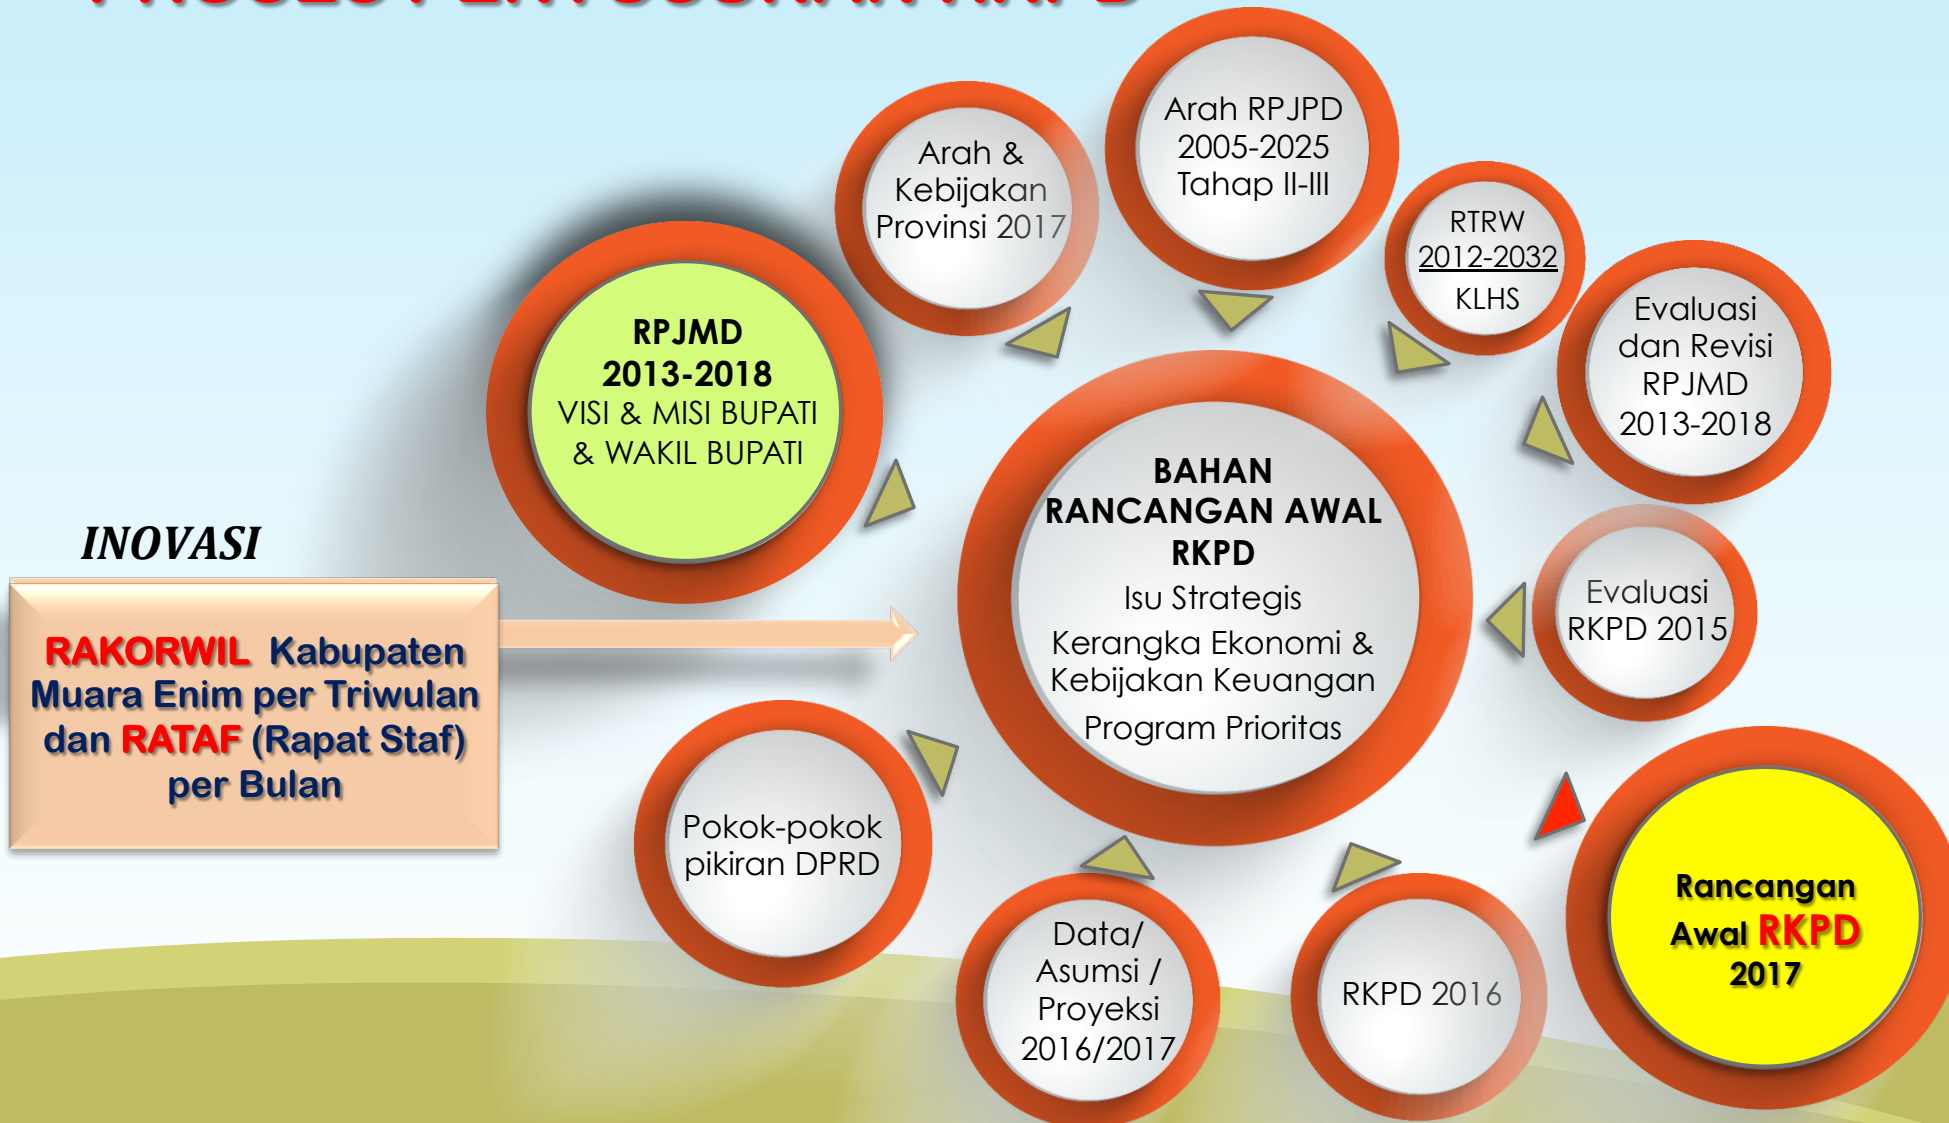 PROSES PENYUSUNAN RKPD
Arah RPJPD
2005-2025
Tahap II-III
Arah &
Kebijakan
Provinsi 2017
RTRW
2012-2032
KLHS
Evaluasi
dan Revisi
RPJMD
2013-2018
RPJMD
2013-2018
VISI & MISI BUPATI
& WAKIL BUPATI
BAHAN
RANCANGAN AWAL
RKPD
Isu Strategis
Kerangka Ekonomi &
Kebijakan Keuangan
Program Prioritas
INOVASI
RAKORWIL Kabupaten
Muara Enim per Triwulan
dan RATAF (Rapat Staf)
per Bulan
Evaluasi
RKPD 2015
Pokok-pokok
pikiran DPRD
Data/
Asumsi /
Proyeksi
2016/2017
RKPD 2016
Rancangan
Awal RKPD
2017